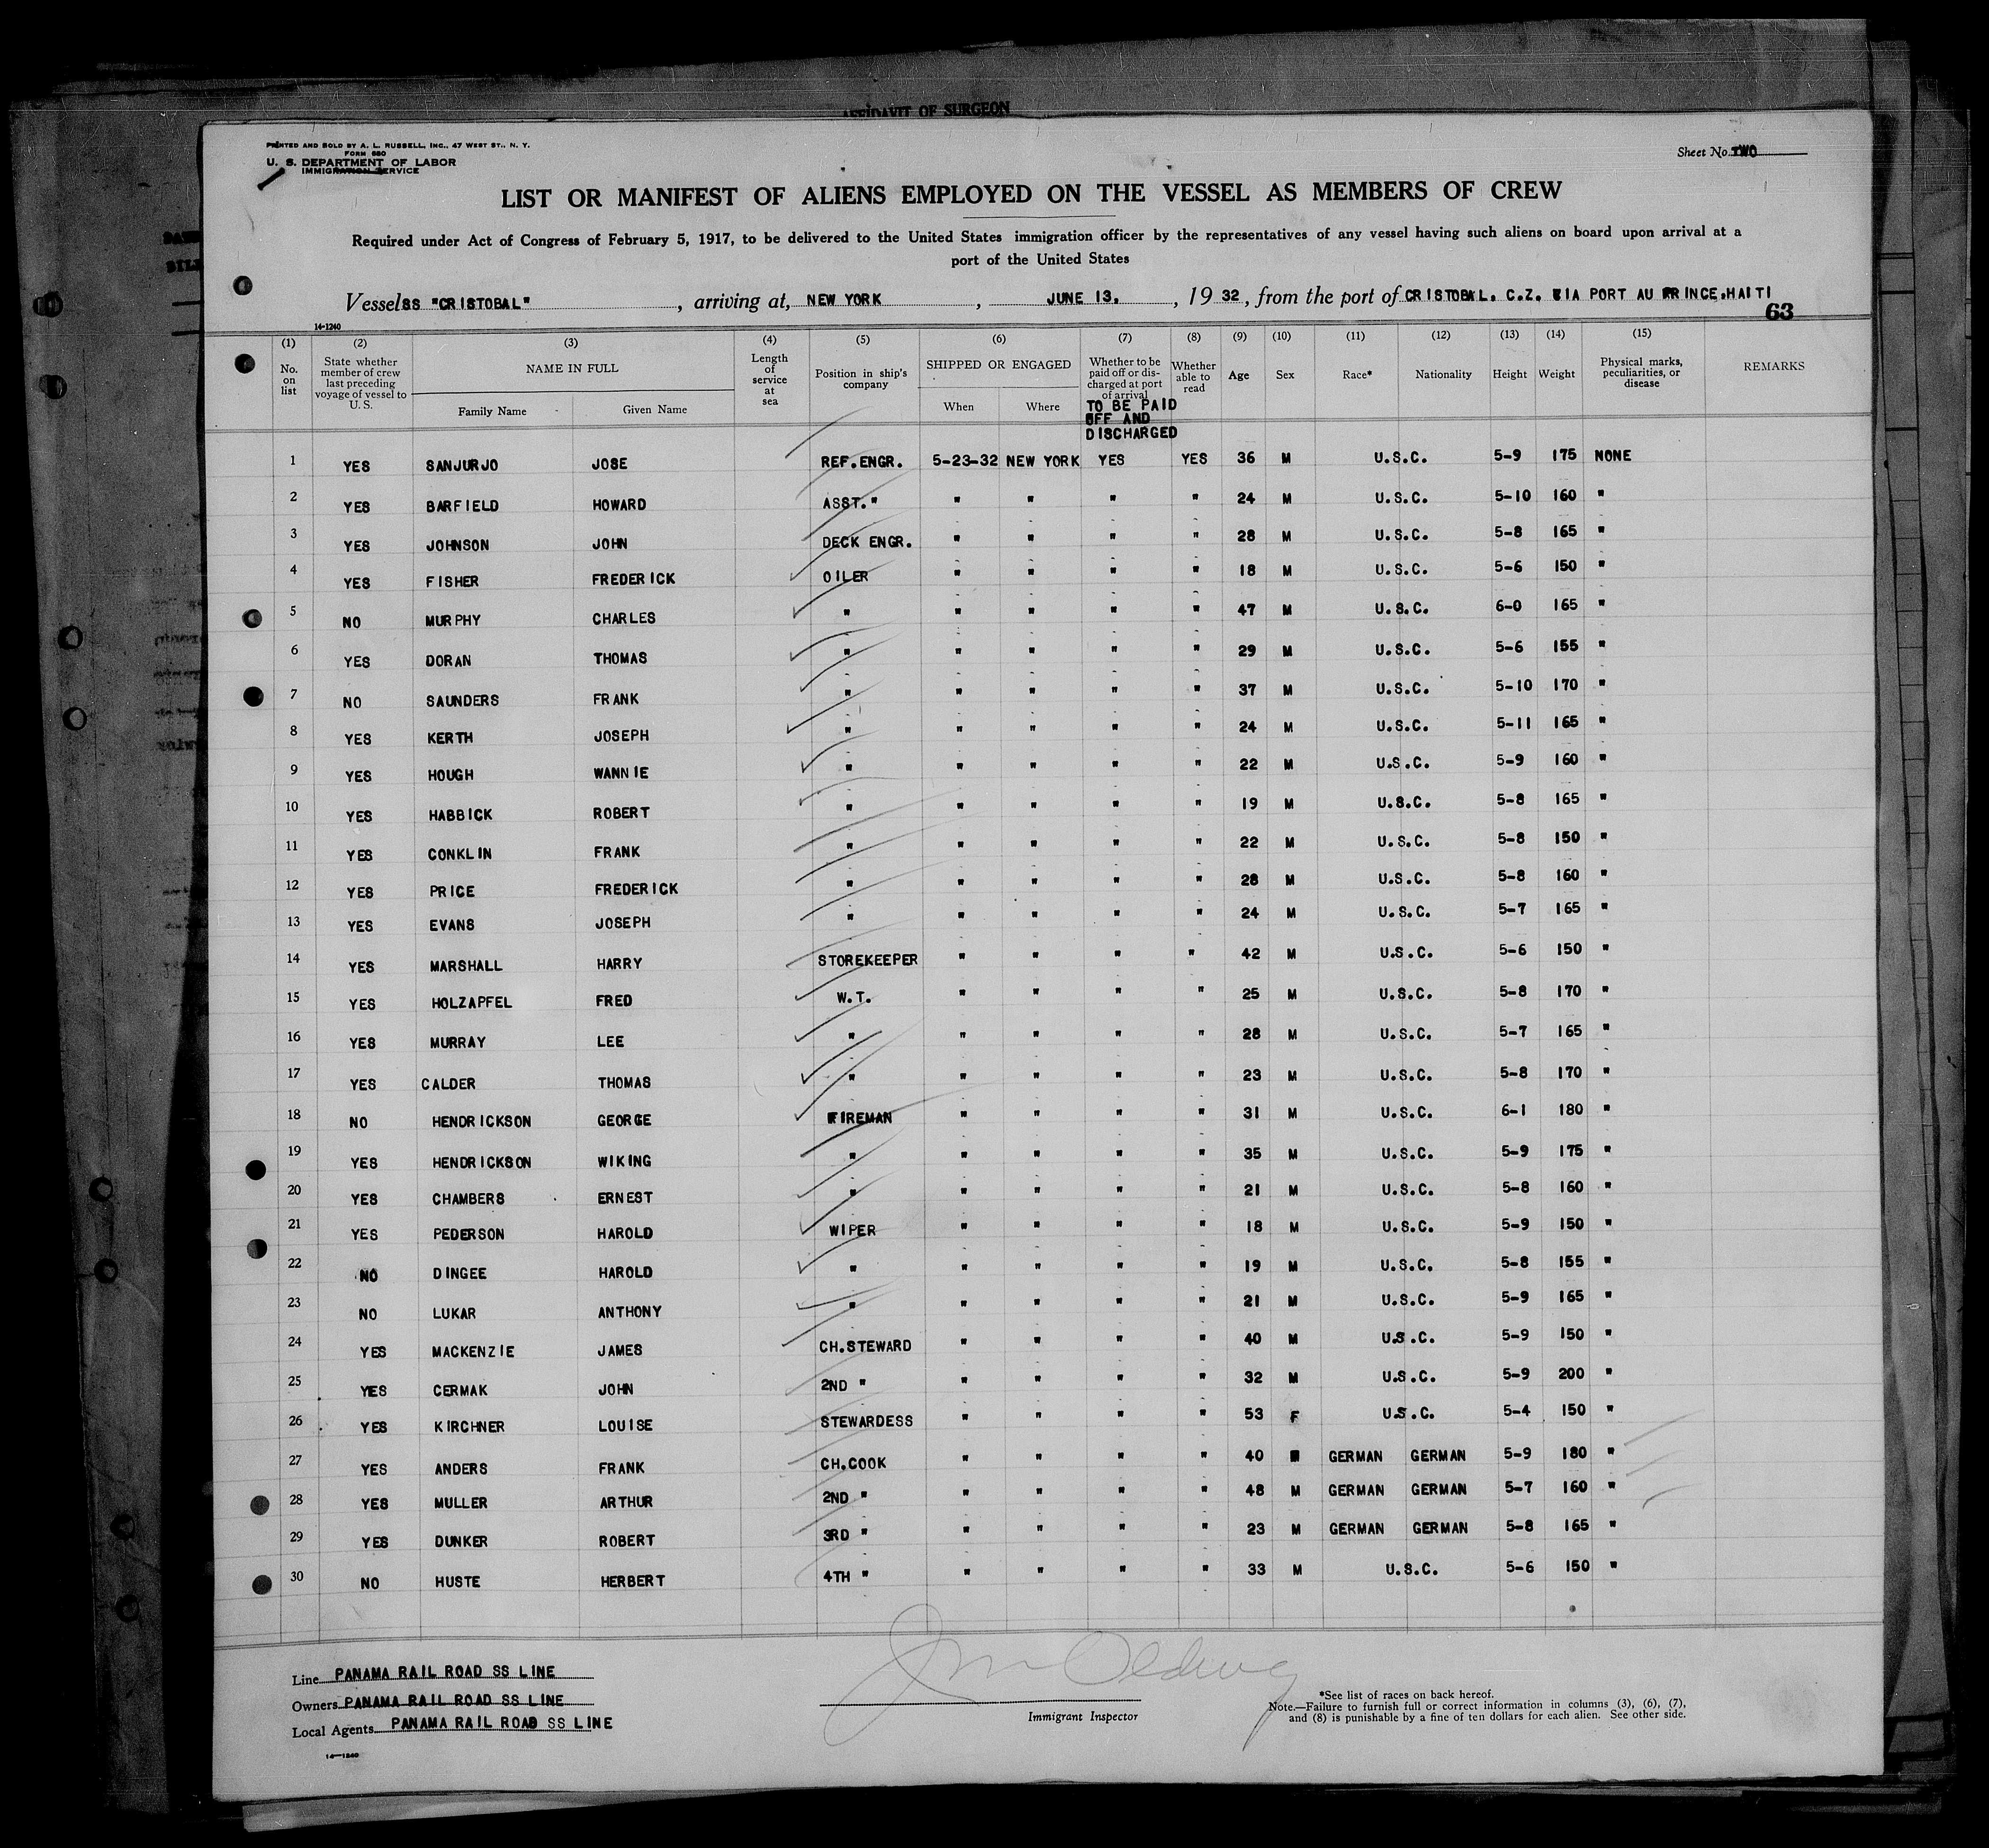 AFFIDAVIT OF SURGEON
PRINTED AND SOLD BY A. L. RUSSELL, INC., 47 WEST ST., N. Y.
FORM 680
U. S. DEPARTMENT OF LABOR
IMMIGRATION SERVICE
Sheet No. TWO
LIST OR MANIFEST OF ALIENS EMPLOYED ON THE VESSEL AS MEMBERS OF CREW
Required under Act of Congress of February 5, 1917, to be delivered to the United States immigration officer by the representatives of any vessel having such aliens on board upon arrival at a
port of the United States
Vessel SS "CRISTOBAL", arriving at, NEW YORK, JUNE 13., 19 32, from the port of CRISTOBAL. C.Z. VIA PORT AU PRINCE.HAITI
63
14-1240
(1) (2) (3) (4) (5) (6) (7) (8) (9) (10) (11) (12) (13) (14) (15)
No. on list | State whether member of crew last preceding voyage of vessel to U. S. | NAME IN FULL | Length of service at sea | Position in ship's company | SHIPPED OR ENGAGED | Whether to be paid off or discharged at port of arrival | Whether able to read | Age | Sex | Race* | Nationality | Height | Weight | Physical marks, peculiarities, or disease | REMARKS
Family Name | Given Name | When | Where
TO BE PAID
OFF AND
DISCHARGED
1 YES SANJURJO JOSE REF.ENGR. 5-23-32 NEW YORK YES YES 36 M U.S.C. 5-9 175 NONE
2 YES BARFIELD HOWARD ASST." " " " " 24 M U.S.C. 5-10 160 "
3 YES JOHNSON JOHN DECK ENGR. " " " " 28 M U.S.C. 5-8 165 "
4 YES FISHER FREDERICK OILER " " " " 18 M U.S.C. 5-6 150 "
5 NO MURPHY CHARLES " " " " " 47 M U.S.C. 6-0 165 "
6 YES DORAN THOMAS " " " " " 29 M U.S.C. 5-6 155 "
7 NO SAUNDERS FRANK " " " " " 37 M U.S.C. 5-10 170 "
8 YES KERTH JOSEPH " " " " " 24 M U.S.C. 5-11 165 "
9 YES HOUGH WANNIE " " " " " 22 M U.S.C. 5-9 160 "
10 YES HABBICK ROBERT " " " " " 19 M U.S.C. 5-8 165 "
11 YES CONKLIN FRANK " " " " " 22 M U.S.C. 5-8 150 "
12 YES PRICE FREDERICK " " " " " 28 M U.S.C. 5-8 160 "
13 YES EVANS JOSEPH " " " " " 24 M U.S.C. 5-7 165 "
14 YES MARSHALL HARRY STOREKEEPER " " " " 42 M U.S.C. 5-6 150 "
15 YES HOLZAPFEL FRED W.T. " " " " 25 M U.S.C. 5-8 170 "
16 YES MURRAY LEE " " " " " 28 M U.S.C. 5-7 165 "
17 YES CALDER THOMAS " " " " " 23 M U.S.C. 5-8 170 "
18 NO HENDRICKSON GEORGE FIREMAN " " " " 31 M U.S.C. 6-1 180 "
19 YES HENDRICKSON WIKING " " " " " 35 M U.S.C. 5-9 175 "
20 YES CHAMBERS ERNEST " " " " " 21 M U.S.C. 5-8 160 "
21 YES PEDERSON HAROLD WIPER " " " " 18 M U.S.C. 5-9 150 "
22 NO DINGEE HAROLD " " " " " 19 M U.S.C. 5-8 155 "
23 NO LUKAR ANTHONY " " " " " 21 M U.S.C. 5-9 165 "
24 YES MACKENZIE JAMES CH.STEWARD " " " " 40 M U.S.C. 5-9 150 "
25 YES CERMAK JOHN 2ND " " " " " 32 M U.S.C. 5-9 200 "
26 YES KIRCHNER LOUISE STEWARDESS " " " " 53 F U.S.C. 5-4 150 "
27 YES ANDERS FRANK CH.COOK " " " " 40 GERMAN GERMAN 5-9 180 "
28 YES MULLER ARTHUR 2ND " " " " " 48 M GERMAN GERMAN 5-7 160 "
29 YES DUNKER ROBERT 3RD " " " " " 23 M GERMAN GERMAN 5-8 165 "
30 NO HUSTE HERBERT 4TH " " " " " 33 M U.S.C. 5-6 150 "
Line PANAMA RAIL ROAD SS LINE
Owners PANAMA RAIL ROAD SS LINE
Local Agents PANAMA RAIL ROAD SS LINE
14-1240
Immigrant Inspector
*See list of races on back hereof.
Note.—Failure to furnish full or correct information in columns (3), (6), (7),
and (8) is punishable by a fine of ten dollars for each alien. See other side.